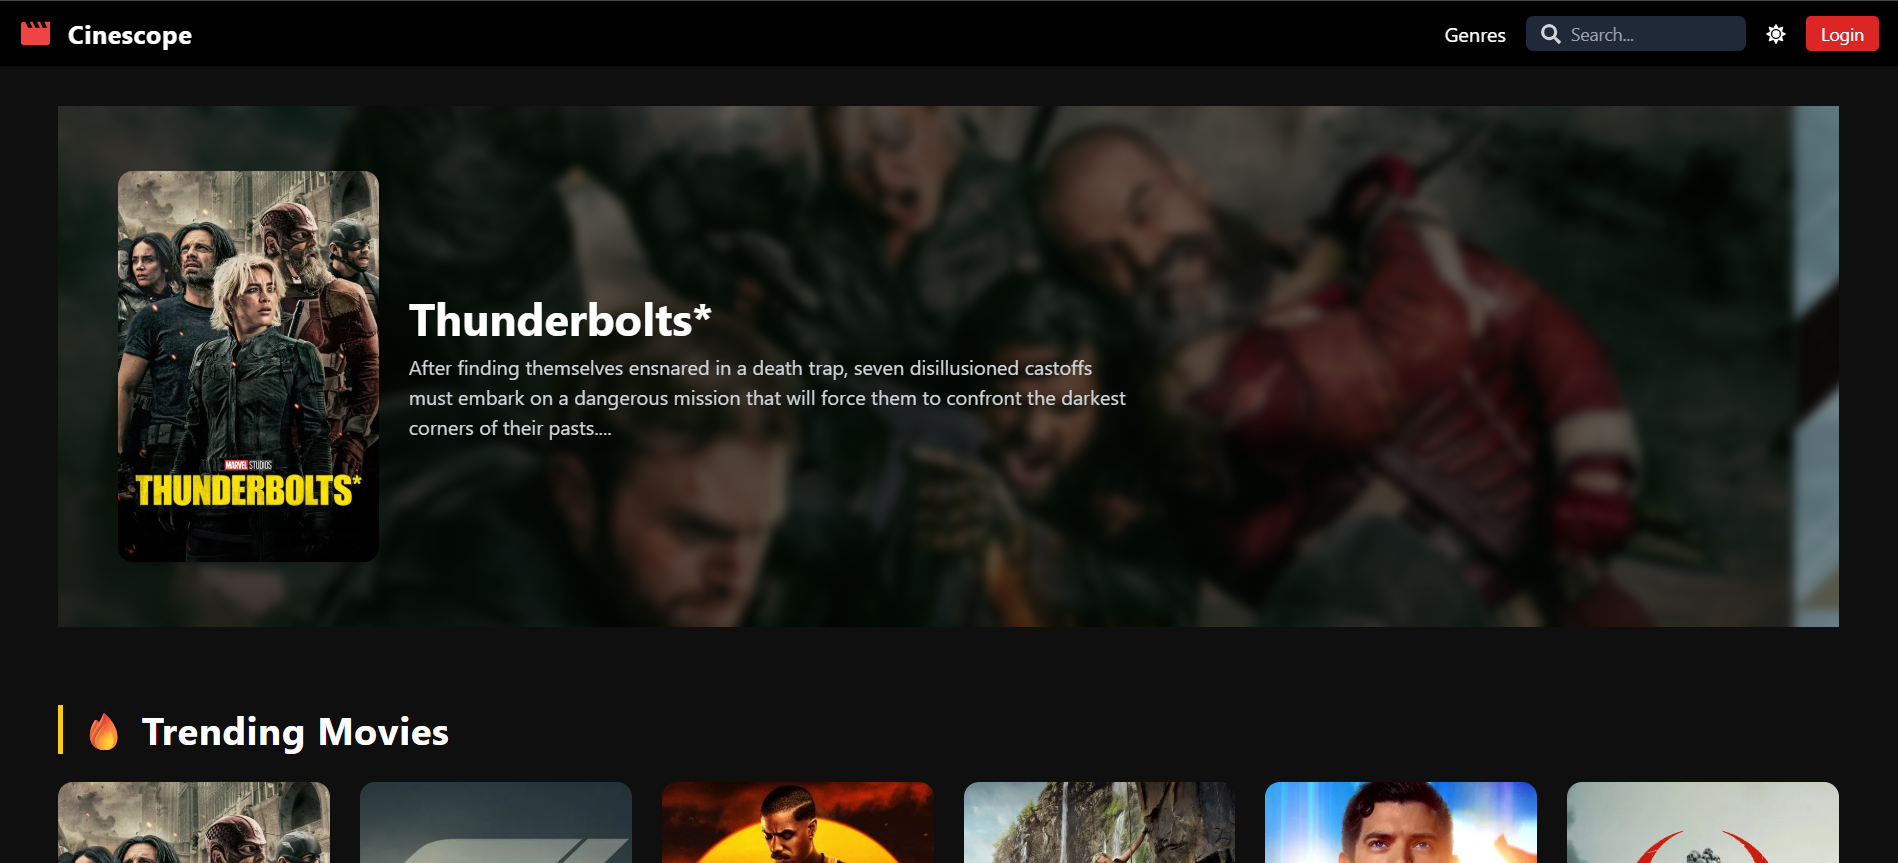 Cinescope
Genres
Search...
Login
MARVEL STUDIOS
THUNDERBOLTS*
Thunderbolts*
After finding themselves ensnared in a death trap, seven disillusioned castoffs
must embark on a dangerous mission that will force them to confront the darkest
corners of their pasts....
Trending Movies